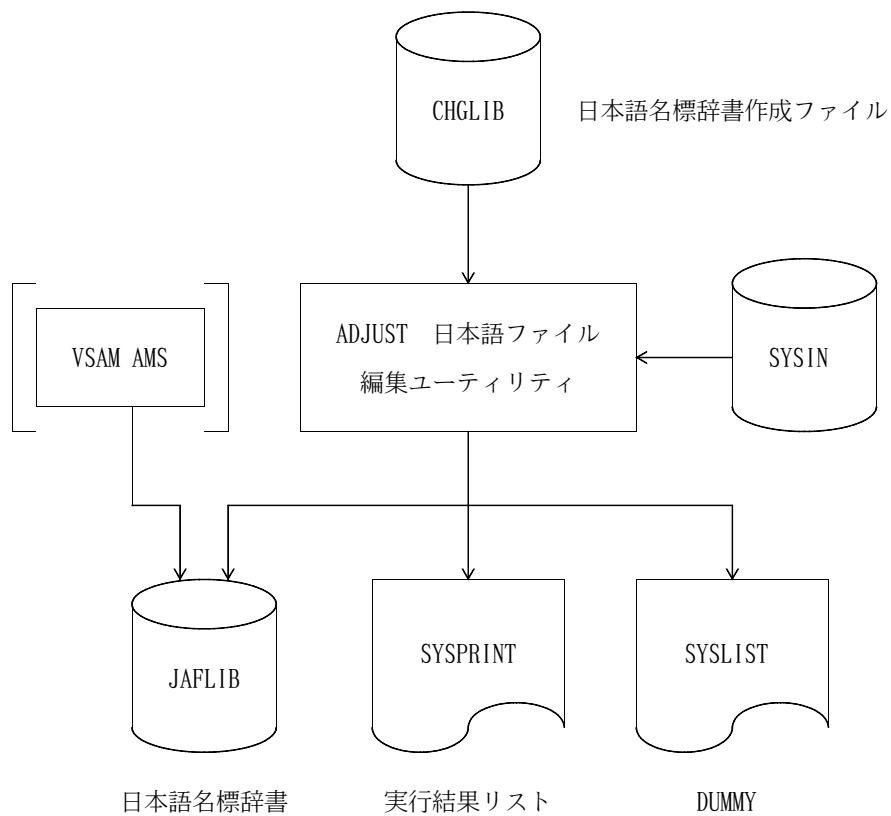 CHGLIB
日本語名標辞書作成ファイル
VSAM AMS
ADJUST 日本語ファイル
編集ユーティリティ
SYSIN
JAFLIB
SYSPRINT
SYSLIST
日本語名標辞書
実行結果リスト
DUMMY